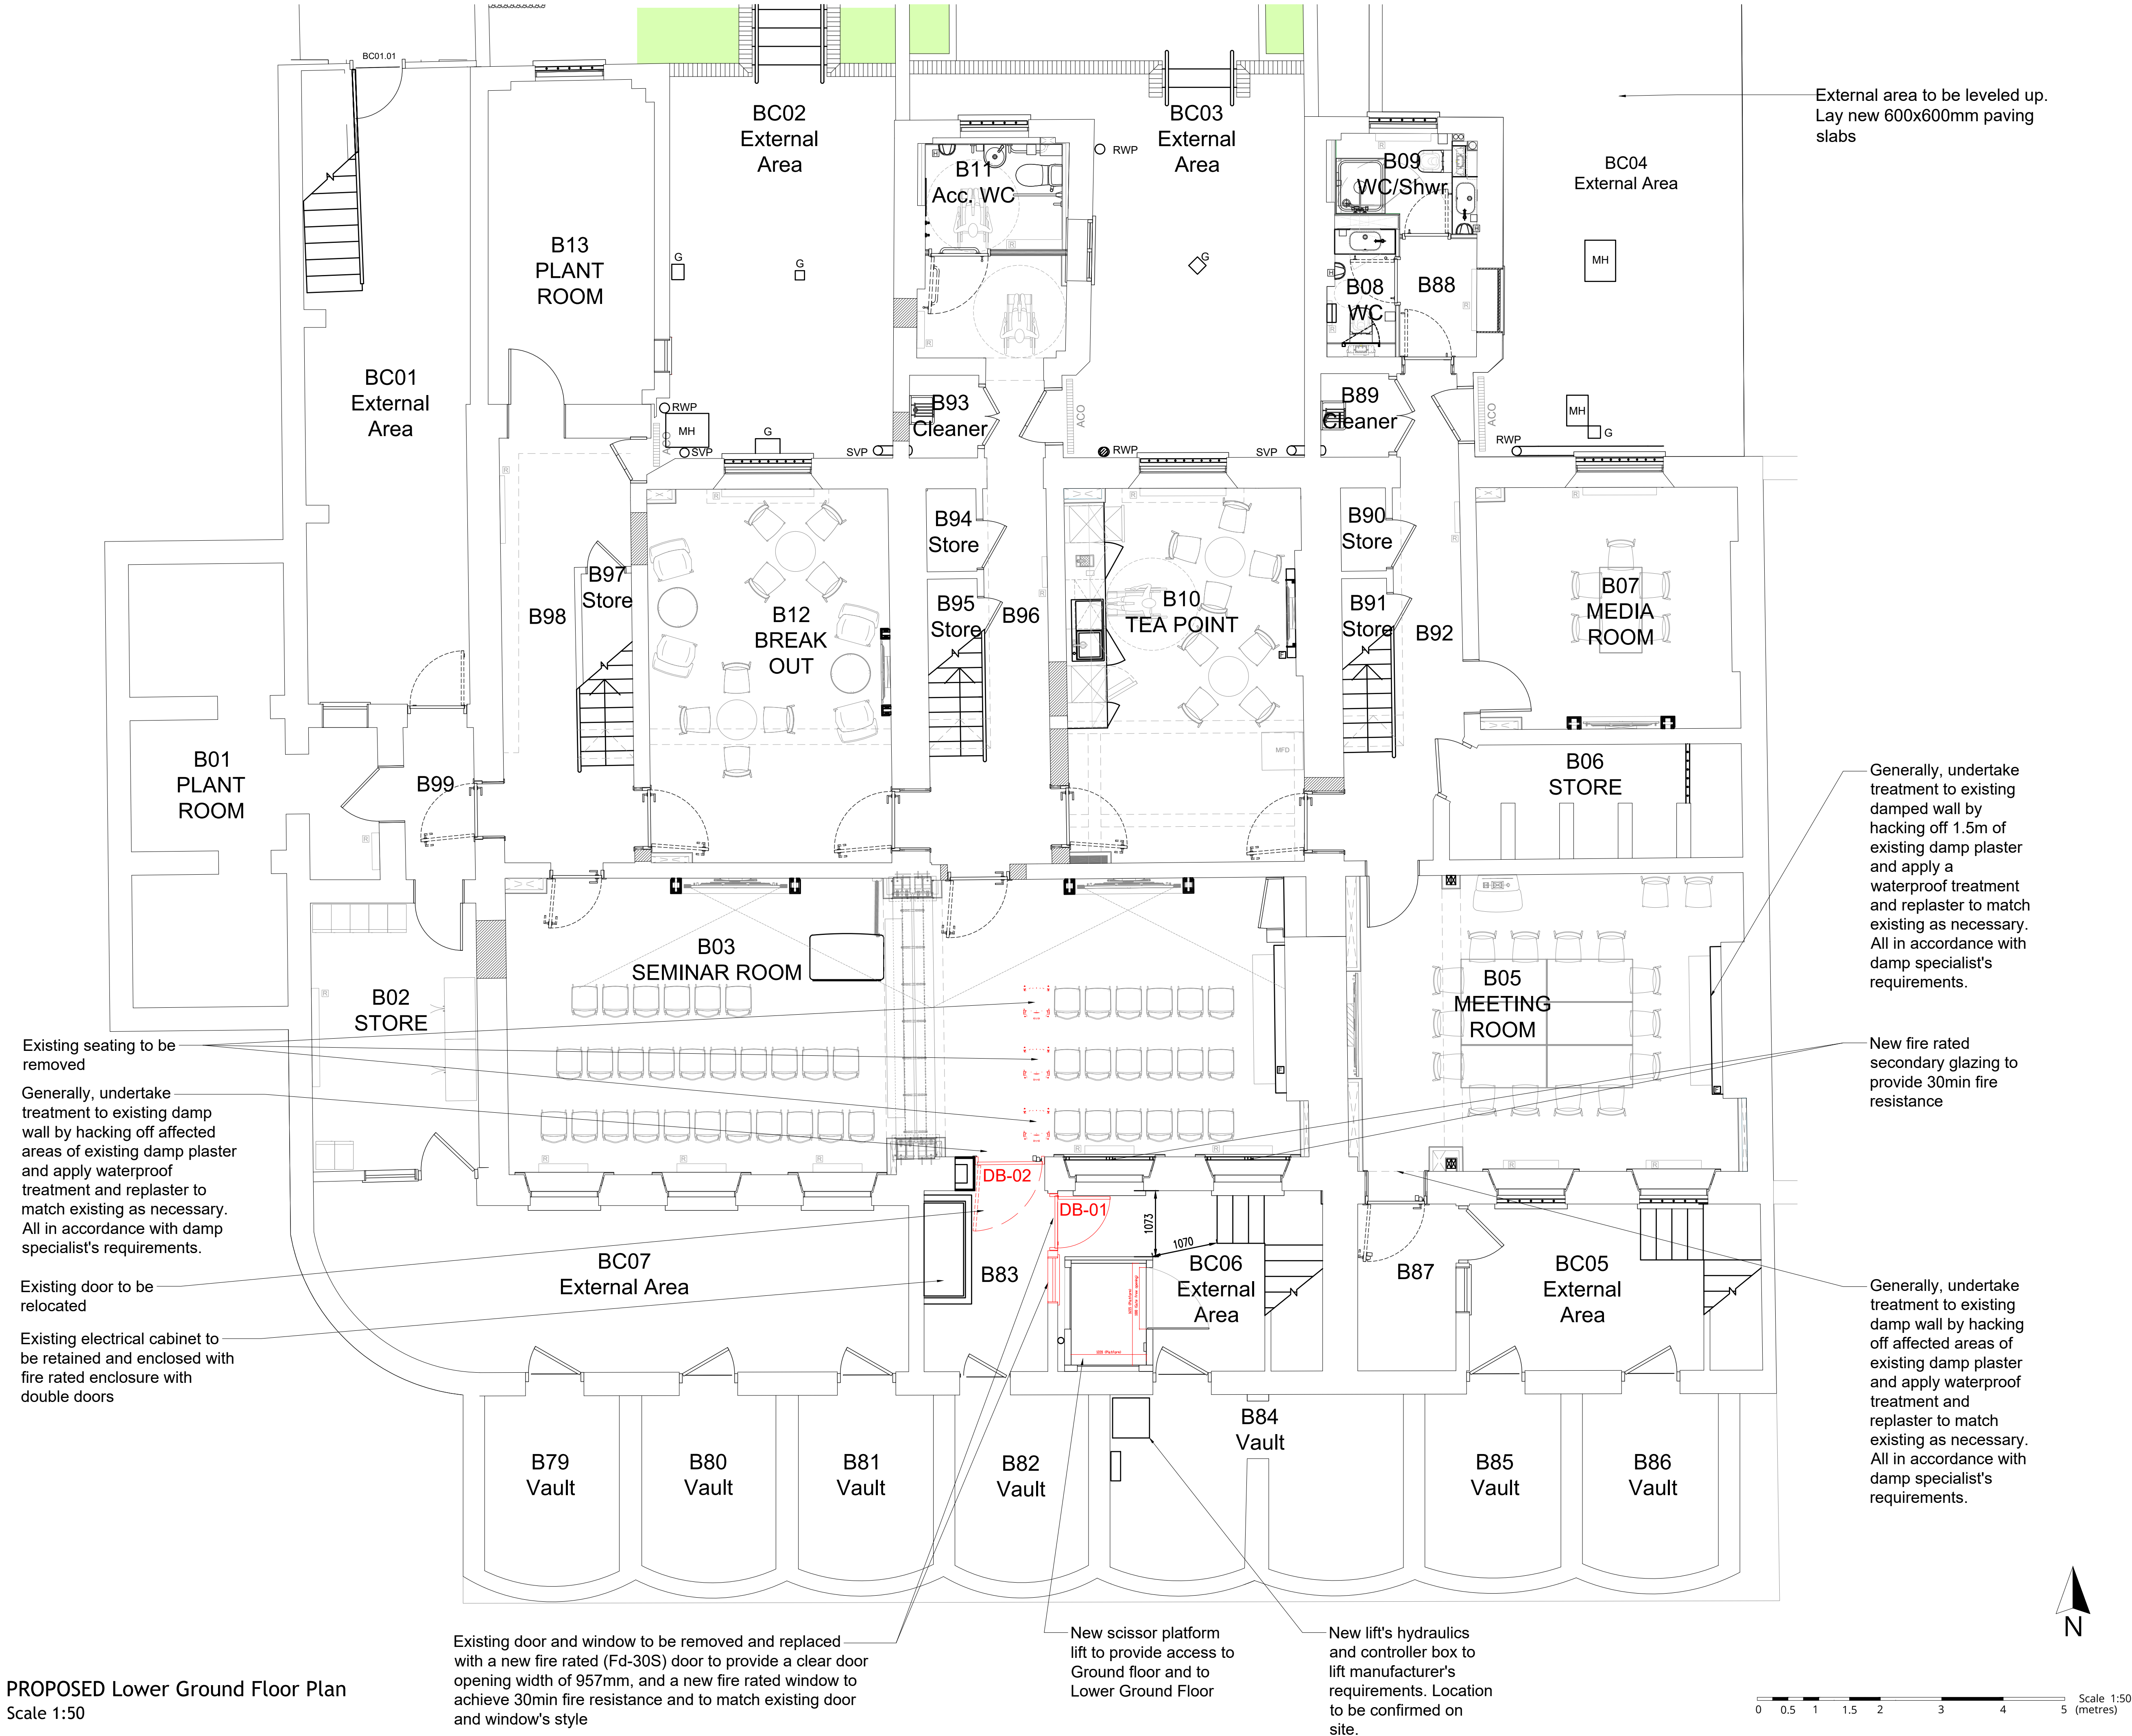 BC01.01
BC02
External
Area
BC03
External
Area
External area to be leveled up.
Lay new 600x600mm paving
slabs
RWP
B11
Acc. WC
B09
WC/Shwr
BC04
External Area
B13
PLANT
ROOM
G
G
G
MH
B08
WC
B88
BC01
External
Area
RWP
MH
ACO
SVP
G
SVP
B93
Cleaner
ACO
RWP
SVP
B89
Cleaner
ACO
MH
G
RWP
B94
Store
B90
Store
B97
Store
B98
B12
BREAK
OUT
B95
Store
B96
B10
TEA POINT
B91
Store
B92
B07
MEDIA
ROOM
MFD
B01
PLANT
ROOM
B99
B06
STORE
Generally, undertake
treatment to existing
damped wall by
hacking off 1.5m of
existing damp plaster
and apply a
waterproof treatment
and replaster to match
existing as necessary.
All in accordance with
damp specialist's
requirements.
B03
SEMINAR ROOM
B02
STORE
B05
MEETING
ROOM
Existing seating to be
removed
New fire rated
secondary glazing to
provide 30min fire
resistance
Generally, undertake
treatment to existing damp
wall by hacking off affected
areas of existing damp plaster
and apply waterproof
treatment and replaster to
match existing as necessary.
All in accordance with damp
specialist's requirements.
DB-02
DB-01
1073
1070
BC07
External Area
B83
BC06
External
Area
B87
BC05
External
Area
Existing door to be
relocated
Existing electrical cabinet to
be retained and enclosed with
fire rated enclosure with
double doors
Generally, undertake
treatment to existing
damp wall by hacking
off affected areas of
existing damp plaster
and apply waterproof
treatment and
replaster to match
existing as necessary.
All in accordance with
damp specialist's
requirements.
B79
Vault
B80
Vault
B81
Vault
B82
Vault
B84
Vault
B85
Vault
B86
Vault
Existing door and window to be removed and replaced
with a new fire rated (Fd-30S) door to provide a clear door
opening width of 957mm, and a new fire rated window to
achieve 30min fire resistance and to match existing door
and window's style
New scissor platform
lift to provide access to
Ground floor and to
Lower Ground Floor
New lift's hydraulics
and controller box to
lift manufacturer's
requirements. Location
to be confirmed on
site.
N
PROPOSED Lower Ground Floor Plan
Scale 1:50
0 0.5 1 1.5 2 3 4 5
Scale 1:50
(metres)